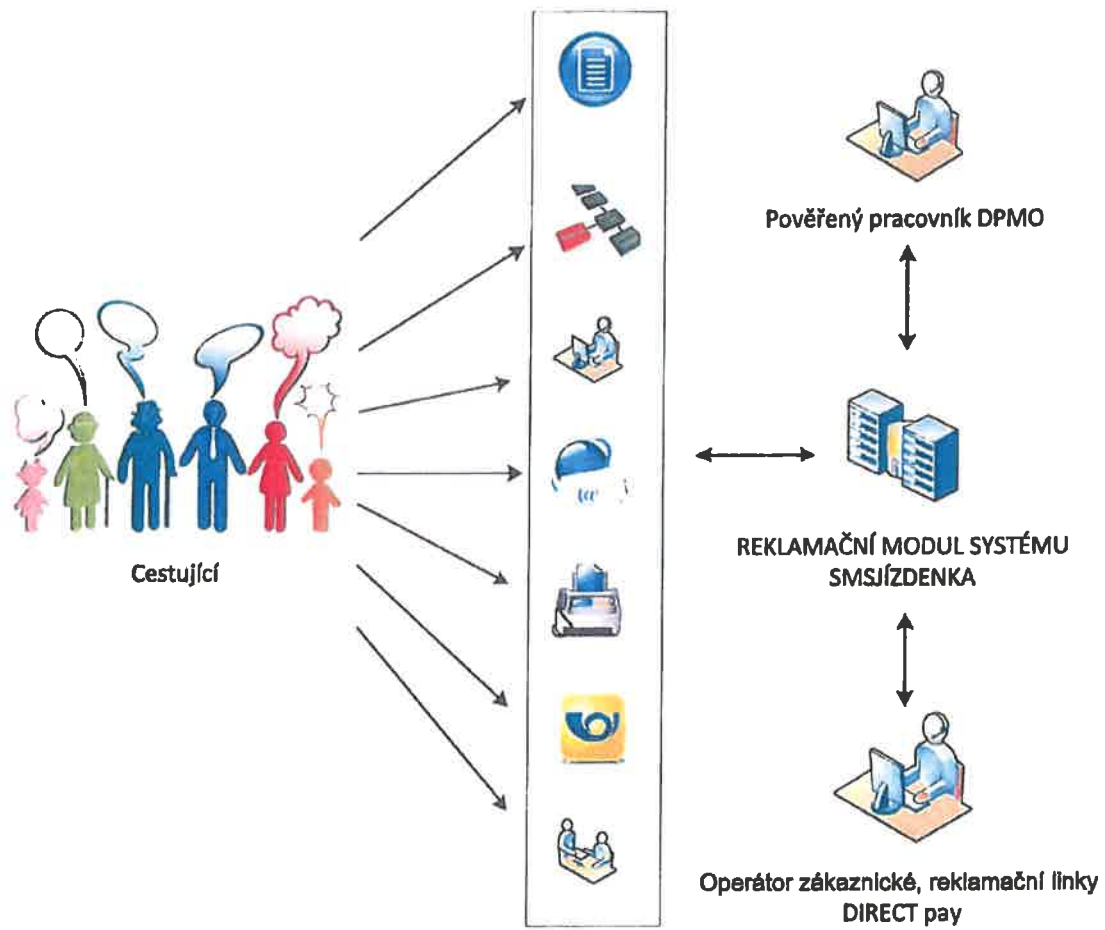 Pověřený pracovník DPMO
Cestující
REKLAMAČNÍ MODUL SYSTÉMU
SMSJÍZDENKA
Operátor zákaznické, reklamační linky
DIRECT pay